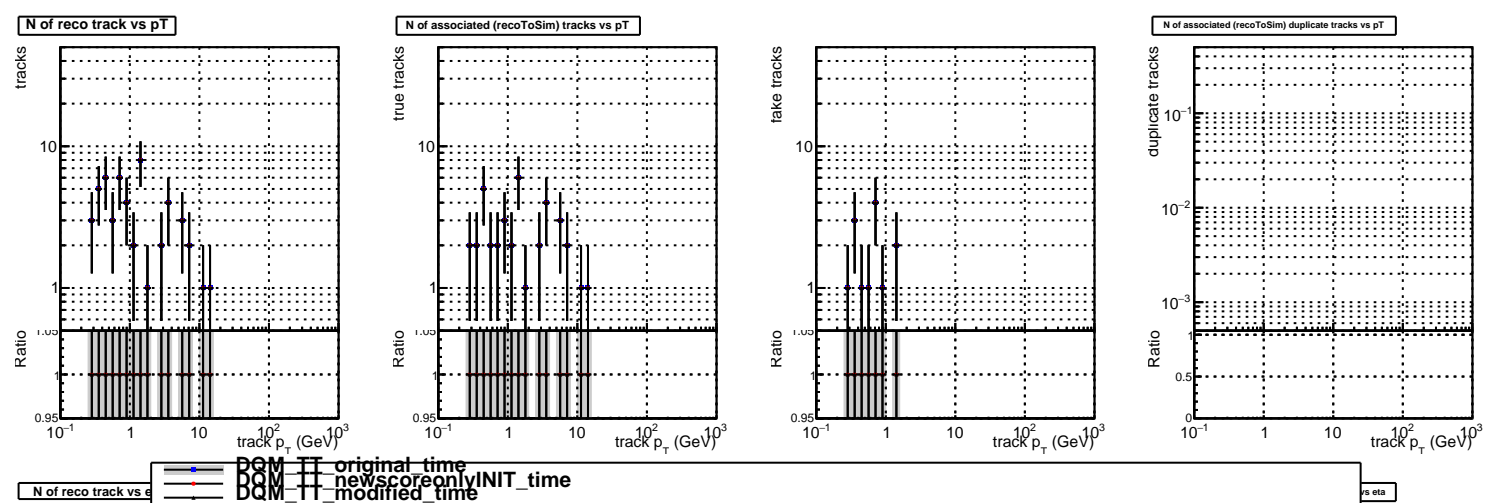 N of reco track vs pT
N of associated (recoToSim) tracks vs pT
N of associated (recoToSim) duplicate tracks vs pT
tracks
10
1
Ratio
1.05
1
0.95
10⁻¹ 1 10 10² 10³
track p_T (GeV)
true tracks
10
1
Ratio
1.05
1
0.95
10⁻¹ 1 10 10² 10³
track p_T (GeV)
fake tracks
10
1
Ratio
1.05
1
0.95
10⁻¹ 1 10 10² 10³
track p_T (GeV)
duplicate tracks
10⁻¹
10⁻²
10⁻³
Ratio
1
0.5
0
10⁻¹ 1 10 10² 10³
track p_T (GeV)
DQM_TT_original_time
DQM_TT_newscoreonlyINIT_time
DQM_TT_modified_time
N of reco track vs e
vs eta